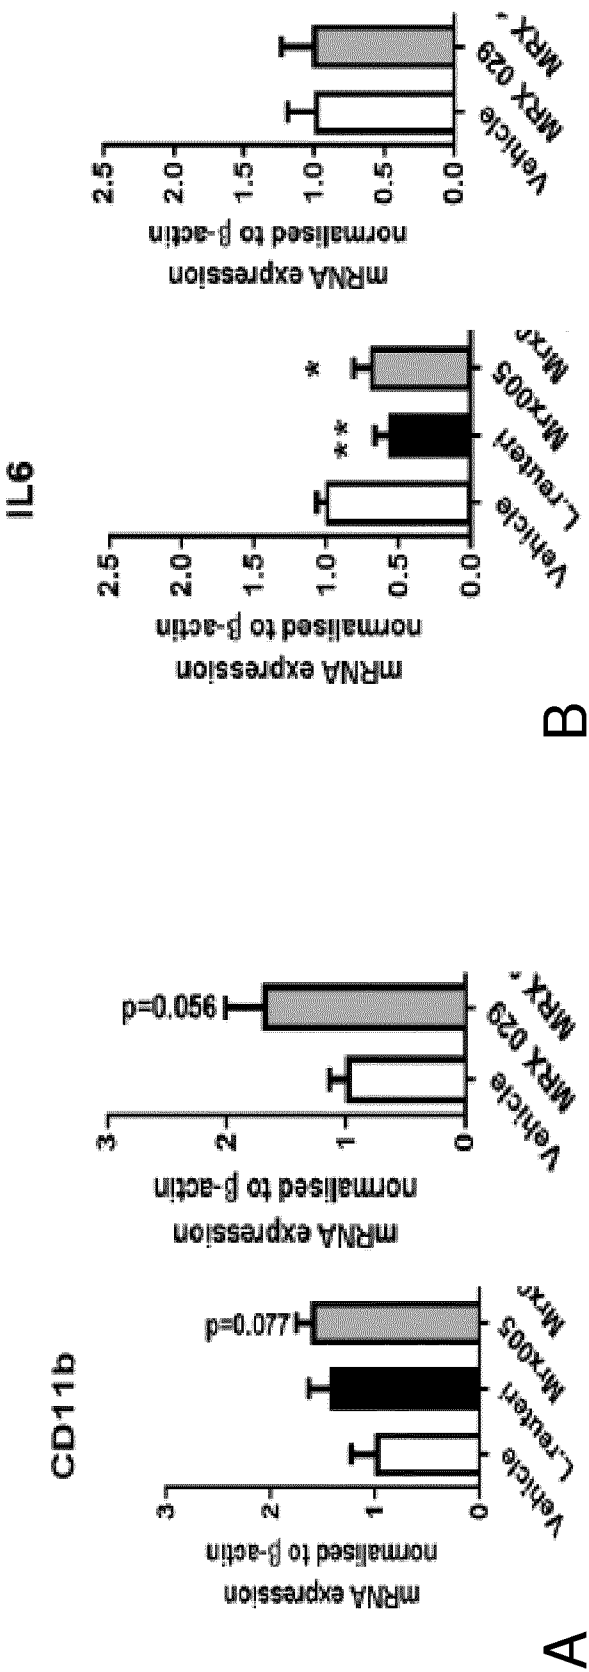 A
CD11b
mRNA expression
normalised to β-actin
3
2
1
0
p=0.077
Vehicle
L.reuteri
Mrx005
mRNA expression
normalised to β-actin
3
2
1
0
p=0.056
Vehicle
MRX 029
MRX
B
IL6
mRNA expression
normalised to β-actin
2.5
2.0
1.5
1.0
0.5
0.0
**
*
Vehicle
L.reuteri
Mrx005
mRNA expression
normalised to β-actin
2.5
2.0
1.5
1.0
0.5
0.0
Vehicle
MRX 029
MRX